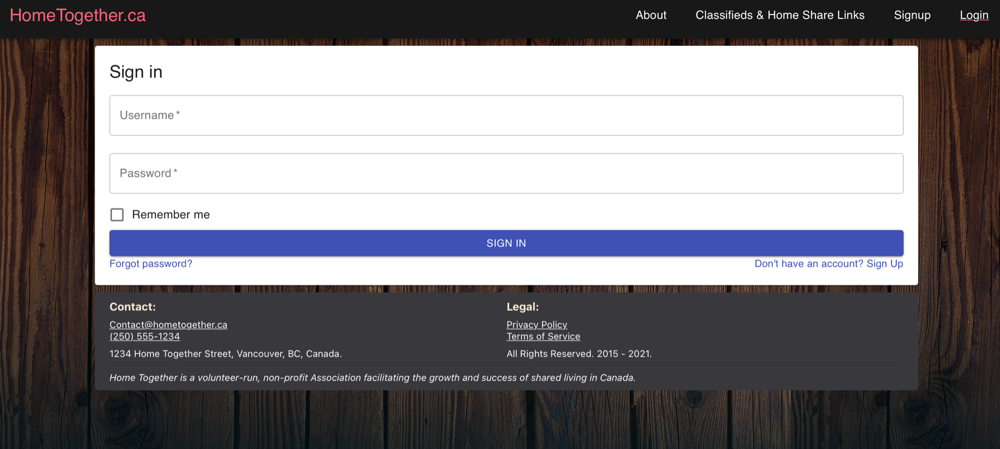 HomeTogether.ca
About
Classifieds & Home Share Links
Signup
Login
Sign in
Username *
Password *
Remember me
SIGN IN
Forgot password?
Don't have an account? Sign Up
Contact:
Contact@hometogether.ca
(250) 555-1234
1234 Home Together Street, Vancouver, BC, Canada.
Legal:
Privacy Policy
Terms of Service
All Rights Reserved. 2015 - 2021.
Home Together is a volunteer-run, non-profit Association facilitating the growth and success of shared living in Canada.